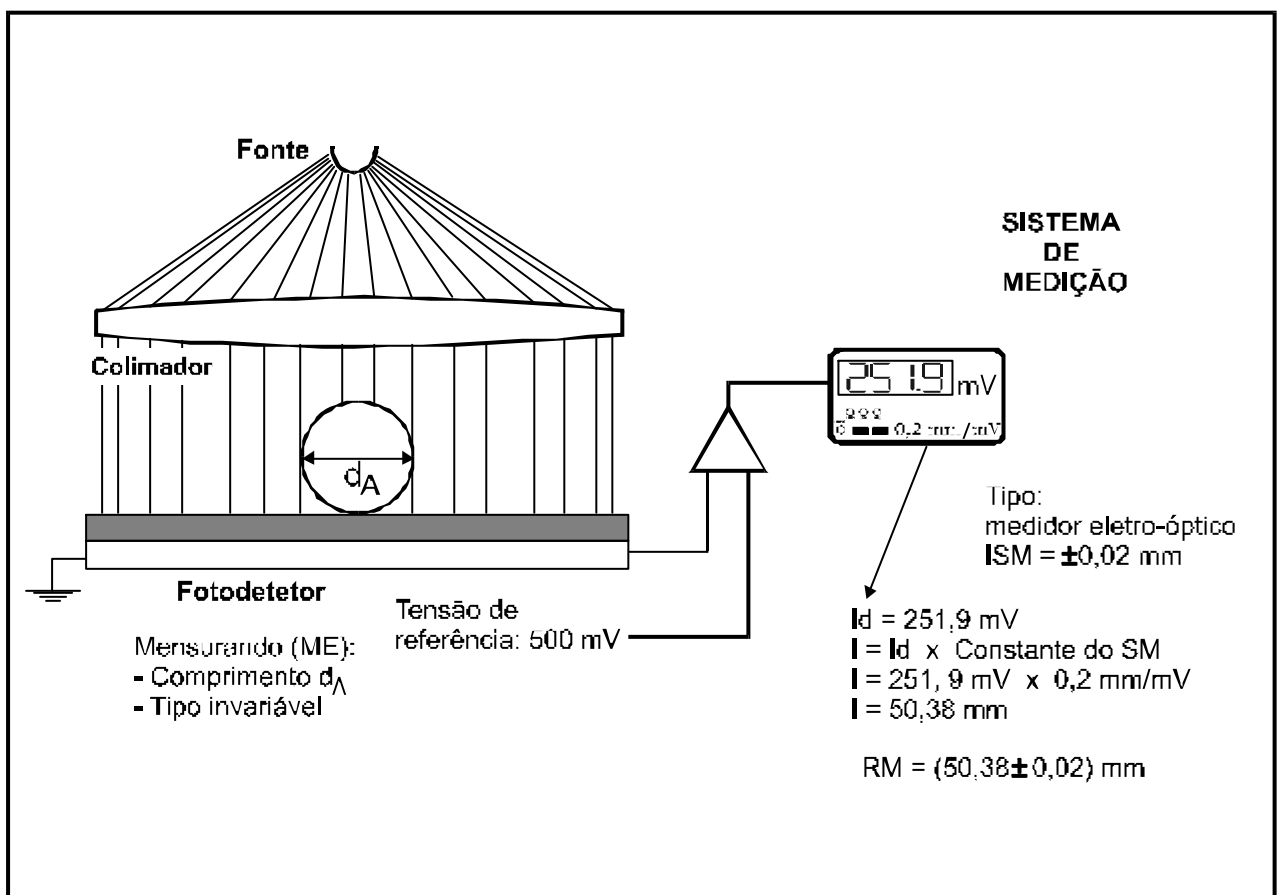 Fonte
SISTEMA
DE
MEDIÇÃO
Colimador
251.9 mV
0,2 mm /mV
d_A
Tipo:
medidor eletro-óptico
ISM = ±0,02 mm
Fotodetetor
Tensão de
referência: 500 mV
Mensurando (ME):
- Comprimento d_A
- Tipo invariável
Id = 251,9 mV
I = Id x Constante do SM
I = 251, 9 mV x 0,2 mm/mV
I = 50,38 mm
RM = (50,38±0,02) mm